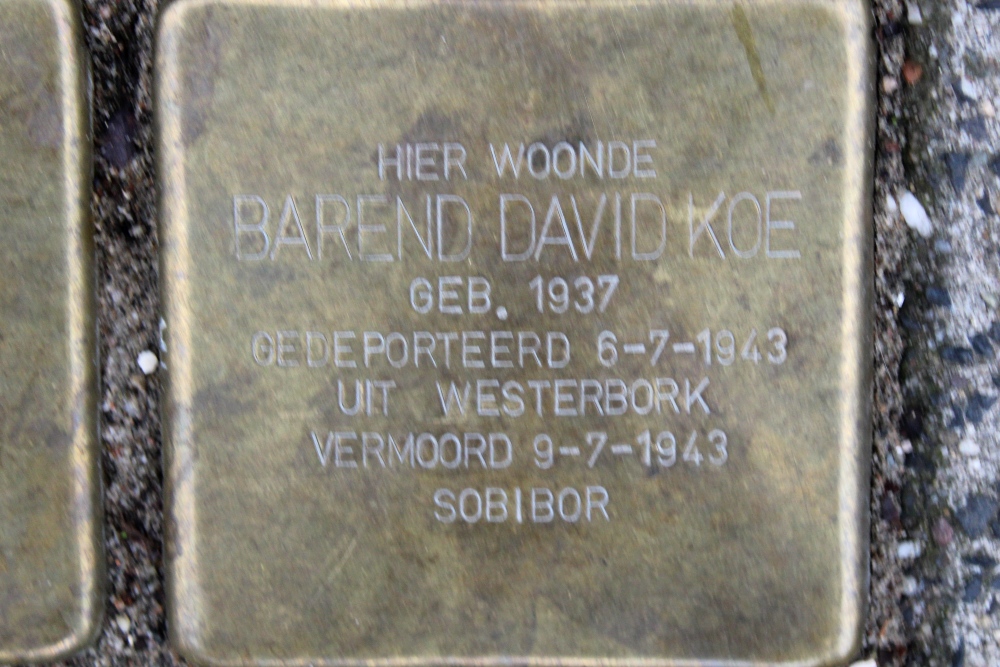 HIER WOONDE
BAREND DAVID KOE
GEB. 1937
GEDEPORTEERD 6-7-1943
UIT WESTERBORK
VERMOORD 9-7-1943
SOBIBOR